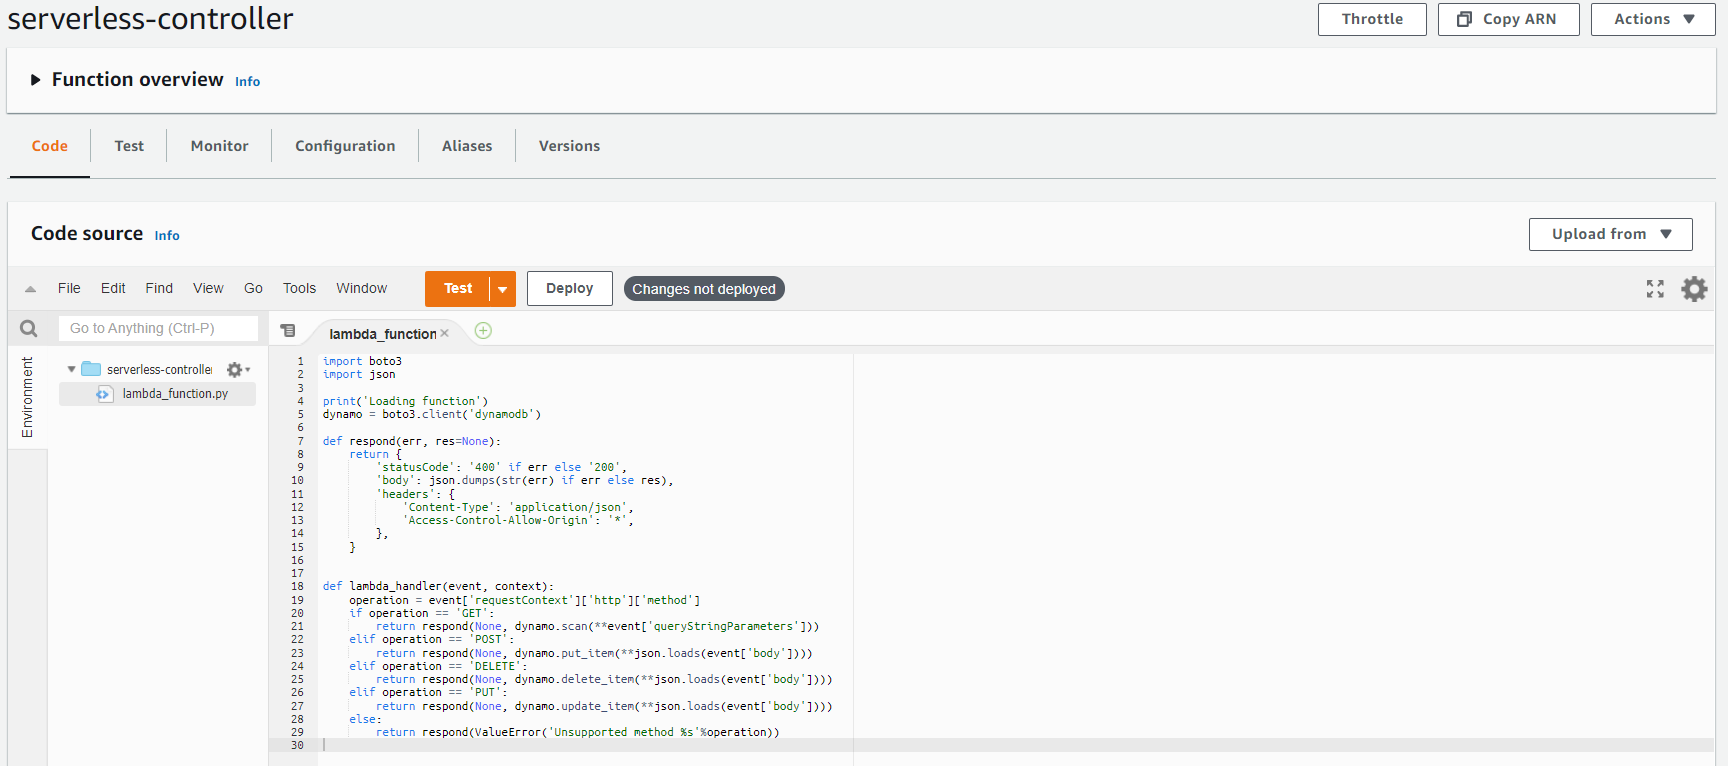 serverless-controller
Throttle
Copy ARN
Actions
Function overview Info
Code
Test
Monitor
Configuration
Aliases
Versions
Code source Info
Upload from
File Edit Find View Go Tools Window
Test
Deploy
Changes not deployed
Go to Anything (Ctrl-P)
lambda_function
Environment
serverless-controlle
lambda_function.py
1 import boto3
2 import json
3
4 print('Loading function')
5 dynamo = boto3.client('dynamodb')
6
7 def respond(err, res=None):
8     return {
9         'statusCode': '400' if err else '200',
10         'body': json.dumps(str(err) if err else res),
11         'headers': {
12             'Content-Type': 'application/json',
13             'Access-Control-Allow-Origin': '*',
14         },
15     }
16
17
18 def lambda_handler(event, context):
19     operation = event['requestContext']['http']['method']
20     if operation == 'GET':
21         return respond(None, dynamo.scan(**event['queryStringParameters']))
22     elif operation == 'POST':
23         return respond(None, dynamo.put_item(**json.loads(event['body'])))
24     elif operation == 'DELETE':
25         return respond(None, dynamo.delete_item(**json.loads(event['body'])))
26     elif operation == 'PUT':
27         return respond(None, dynamo.update_item(**json.loads(event['body'])))
28     else:
29         return respond(ValueError('Unsupported method %s'%operation))
30